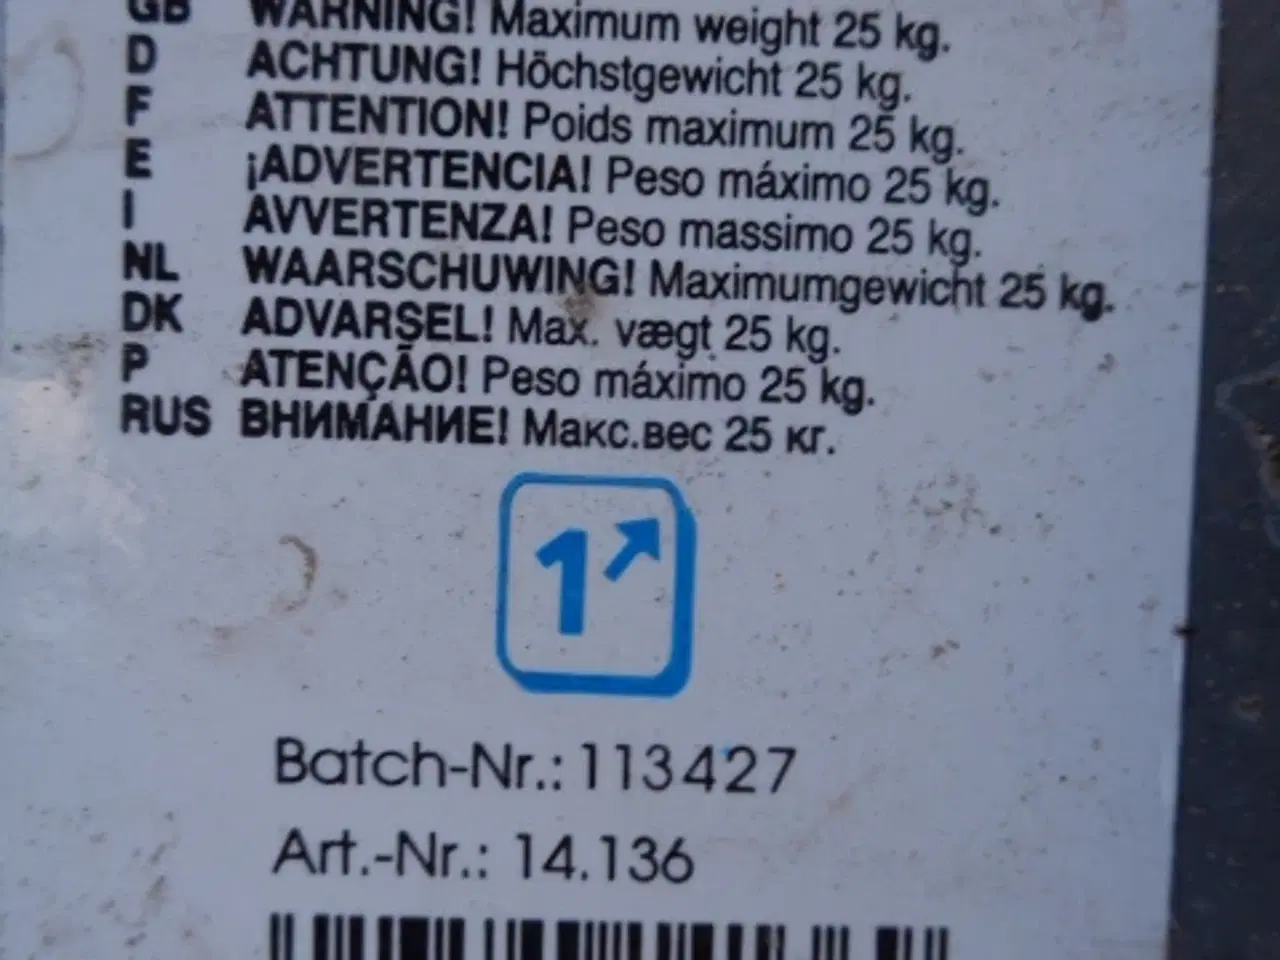 GB WARNING! Maximum weight 25 kg.
D ACHTUNG! Höchstgewicht 25 kg.
F ATTENTION! Poids maximum 25 kg.
E ¡ADVERTENCIA! Peso máximo 25 kg.
I AVVERTENZA! Peso massimo 25 kg.
NL WAARSCHUWING! Maximumgewicht 25 kg.
DK ADVARSEL! Max. vægt 25 kg.
P ATENÇÃO! Peso máximo 25 kg.
RUS ВНИМАНИЕ! Макс.вес 25 кг.
1
Batch-Nr.: 113427
Art.-Nr.: 14.136